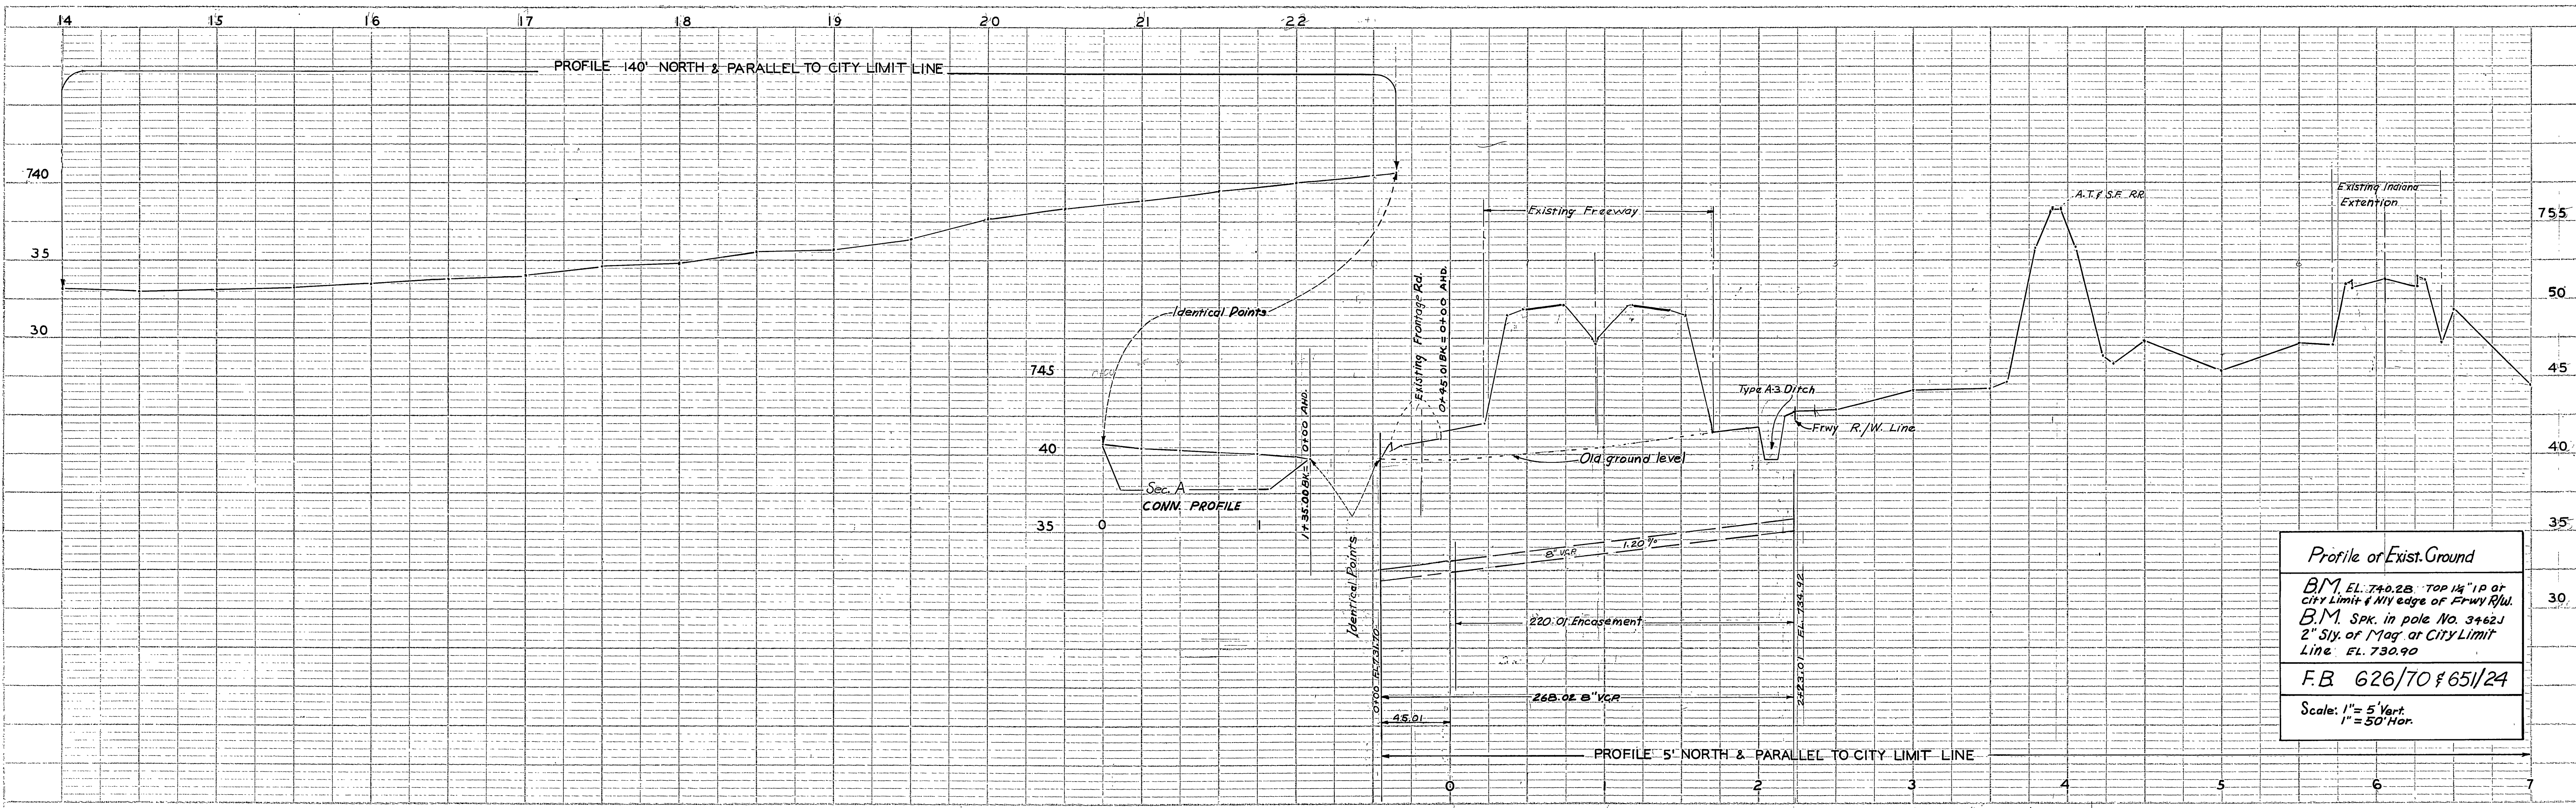 14 15 16 17 18 19 20 21 22
PROFILE 140' NORTH & PARALLEL TO CITY LIMIT LINE
740
35
30
Identical Points
745
40
35
Sec. A
CONN. PROFILE
0 1
1+35.00 BK.= 0+00 AHD.
Identical Points
Existing Frontage Rd.
0+45.01 BK = 0+00 AHD.
Existing Freeway
Old ground level
Type A-3 Ditch
Frwy R/W. Line
A.T. & S.F. R.R.
Existing Indiana
Extention
755
50
45
40
35
30
8" V.C.P. 1.20%
220.01 Encasement
0+00 EL. 731.70
2+23.01 EL. 734.92
268.02 8" V.C.P.
45.01
PROFILE 5' NORTH & PARALLEL TO CITY LIMIT LINE
0 1 2 3 4 5 6 7
Profile of Exist. Ground
B.M. EL. 740.28 TOP 1¼" I P at
City Limit & Nly edge of Frwy R/W.
B.M. SPK. in pole No. 3462J
2" Sly. of Mag at City Limit
Line EL. 730.90
F.B. 626/70 & 651/24
Scale: 1" = 5' Vert.
1" = 50' Hor.